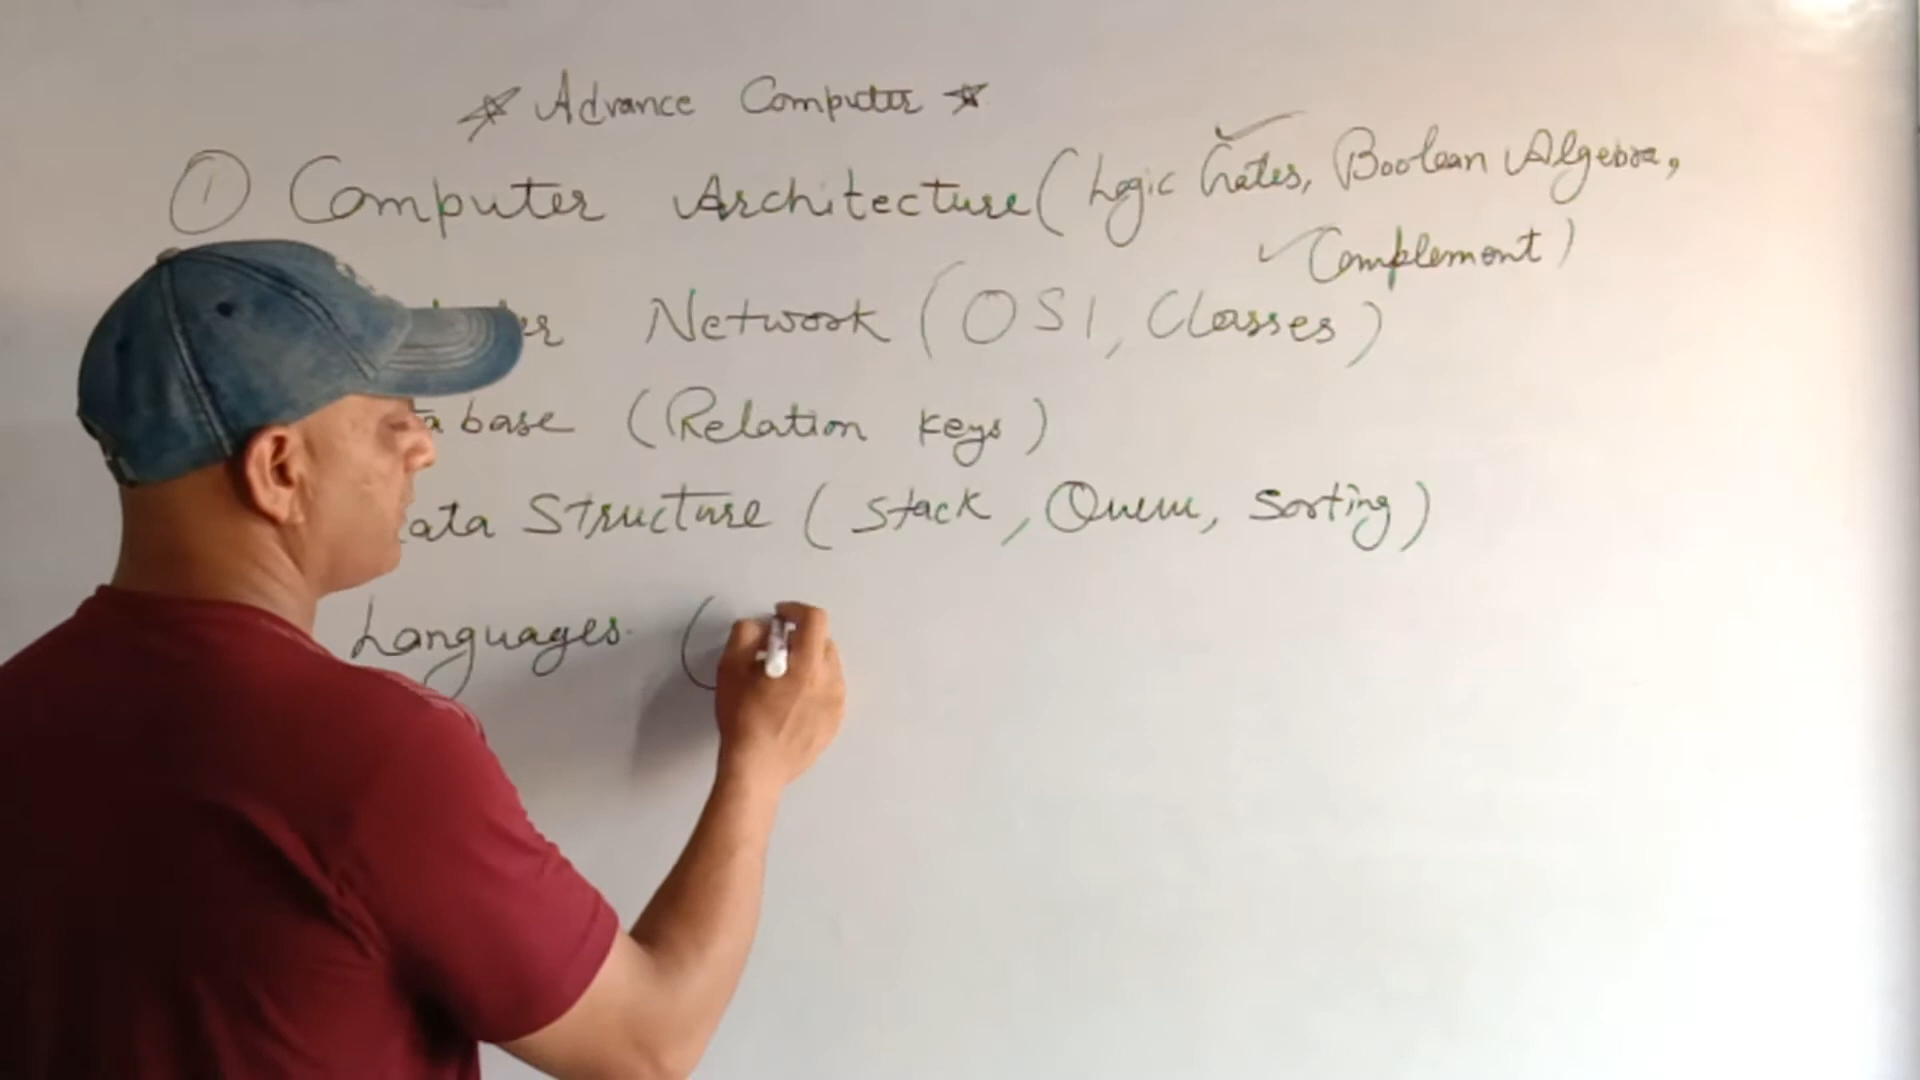 ☆ Advance Computer ☆
① Computer Architecture (Logic Gates, Boolean Algebra,
Complement)
Network (OSI, Classes)
base (Relation Keys)
ata Structure (Stack, Queue, Sorting)
Languages (